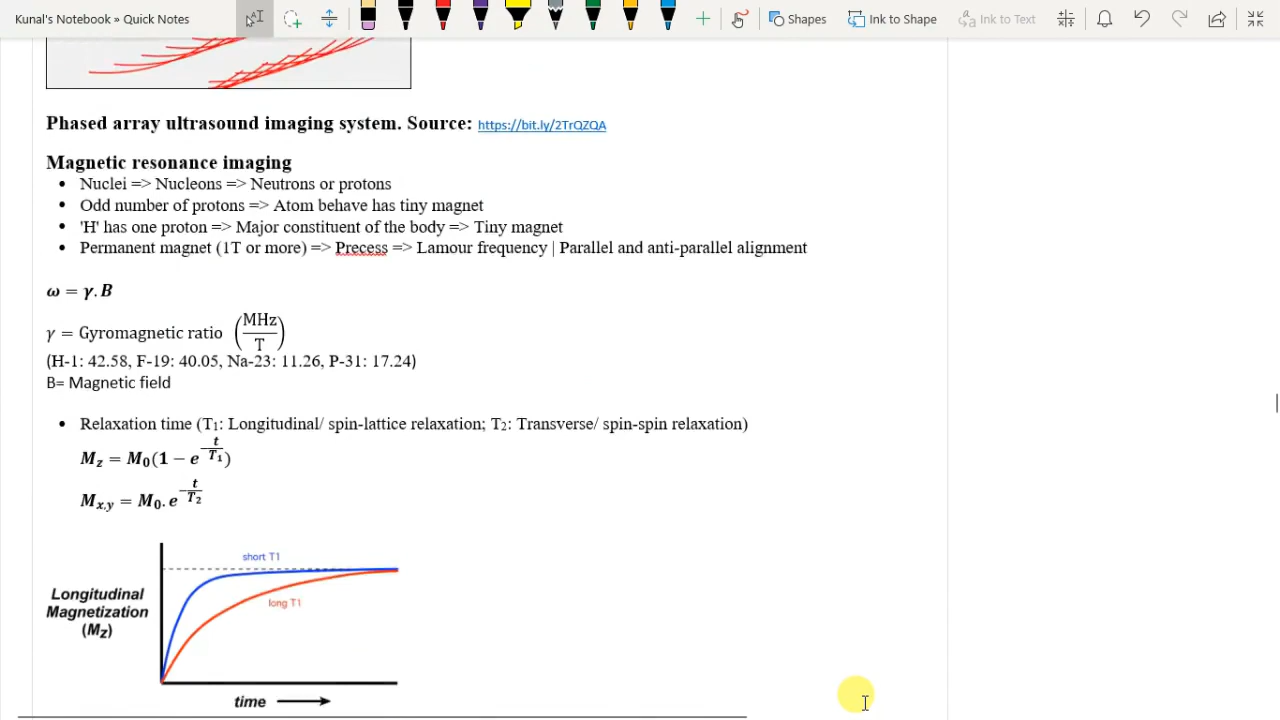 Kunal's Notebook » Quick Notes
Shapes
Ink to Shape
Ink to Text
Phased array ultrasound imaging system. Source: https://bit.ly/2TrQZQA
Magnetic resonance imaging
• Nuclei => Nucleons => Neutrons or protons
• Odd number of protons => Atom behave has tiny magnet
• 'H' has one proton => Major constituent of the body => Tiny magnet
• Permanent magnet (1T or more) => Precess => Lamour frequency | Parallel and anti-parallel alignment
ω = γ.B
γ = Gyromagnetic ratio (MHz/T)
(H-1: 42.58, F-19: 40.05, Na-23: 11.26, P-31: 17.24)
B= Magnetic field
• Relaxation time (T₁: Longitudinal/ spin-lattice relaxation; T₂: Transverse/ spin-spin relaxation)
M_z = M₀(1 − e^(−t/T₁))
M_x,y = M₀.e^(−t/T₂)
short T1
Longitudinal
Magnetization
(Mz)
long T1
time